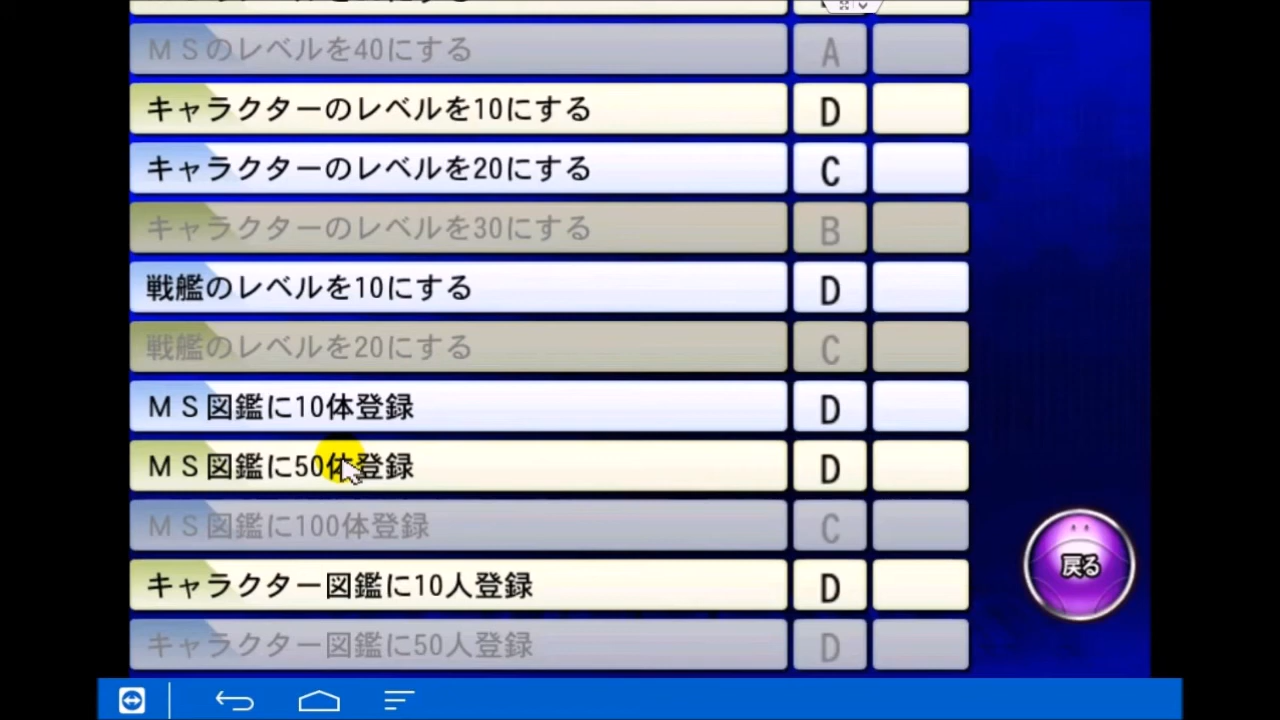 ＭＳのレベルを40にする A
キャラクターのレベルを10にする D
キャラクターのレベルを20にする C
キャラクターのレベルを30にする B
戦艦のレベルを10にする D
戦艦のレベルを20にする C
ＭＳ図鑑に10体登録 D
ＭＳ図鑑に50体登録 D
ＭＳ図鑑に100体登録 C
キャラクター図鑑に10人登録 D
戻る
キャラクター図鑑に50人登録 D